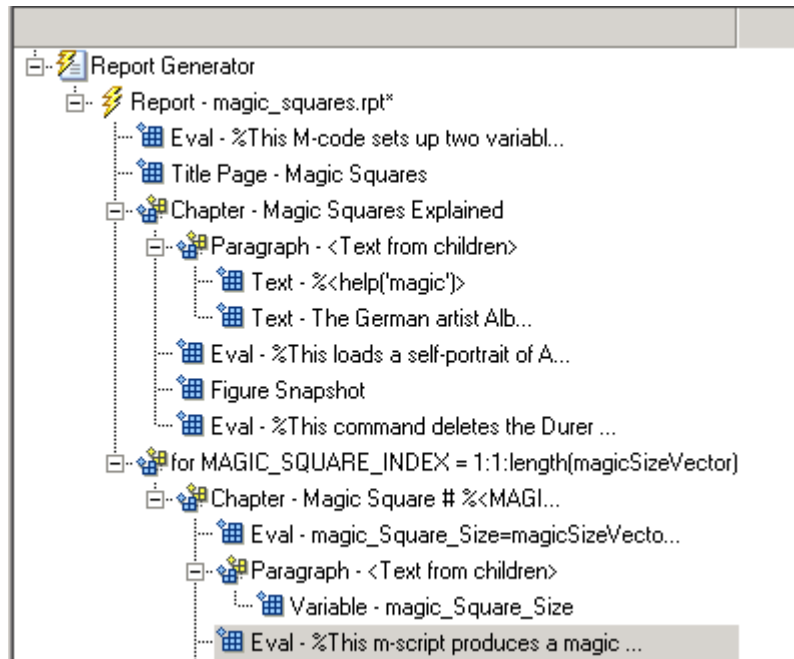 Report Generator
Report - magic_squares.rpt*
Eval - %This M-code sets up two variabl...
Title Page - Magic Squares
Chapter - Magic Squares Explained
Paragraph - <Text from children>
Text - %<help('magic')>
Text - The German artist Alb...
Eval - %This loads a self-portrait of A...
Figure Snapshot
Eval - %This command deletes the Durer ...
for MAGIC_SQUARE_INDEX = 1:1:length(magicSizeVector)
Chapter - Magic Square # %<MAGI...
Eval - magic_Square_Size=magicSizeVecto...
Paragraph - <Text from children>
Variable - magic_Square_Size
Eval - %This m-script produces a magic ...